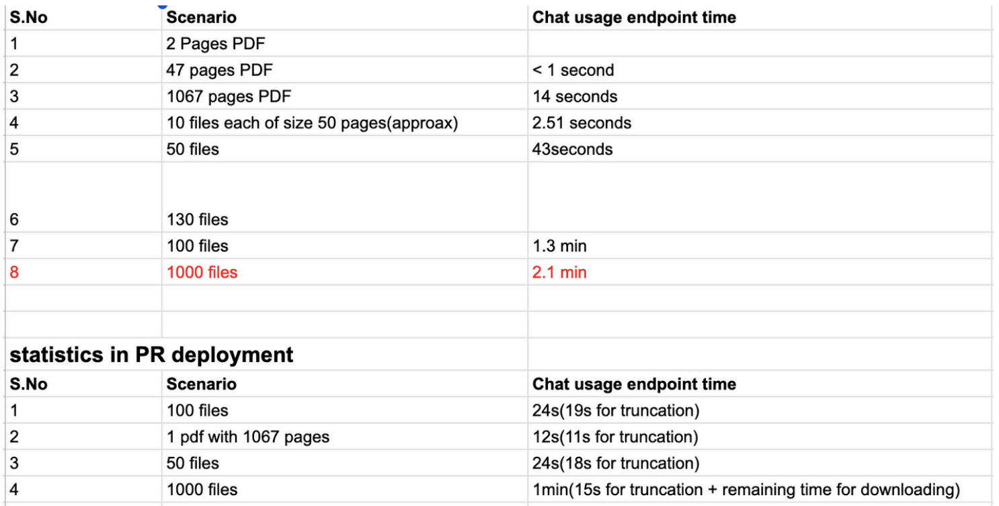 S.No Scenario Chat usage endpoint time
1 2 Pages PDF
2 47 pages PDF < 1 second
3 1067 pages PDF 14 seconds
4 10 files each of size 50 pages(approax) 2.51 seconds
5 50 files 43seconds
6 130 files
7 100 files 1.3 min
8 1000 files 2.1 min
statistics in PR deployment
S.No Scenario Chat usage endpoint time
1 100 files 24s(19s for truncation)
2 1 pdf with 1067 pages 12s(11s for truncation)
3 50 files 24s(18s for truncation)
4 1000 files 1min(15s for truncation + remaining time for downloading)